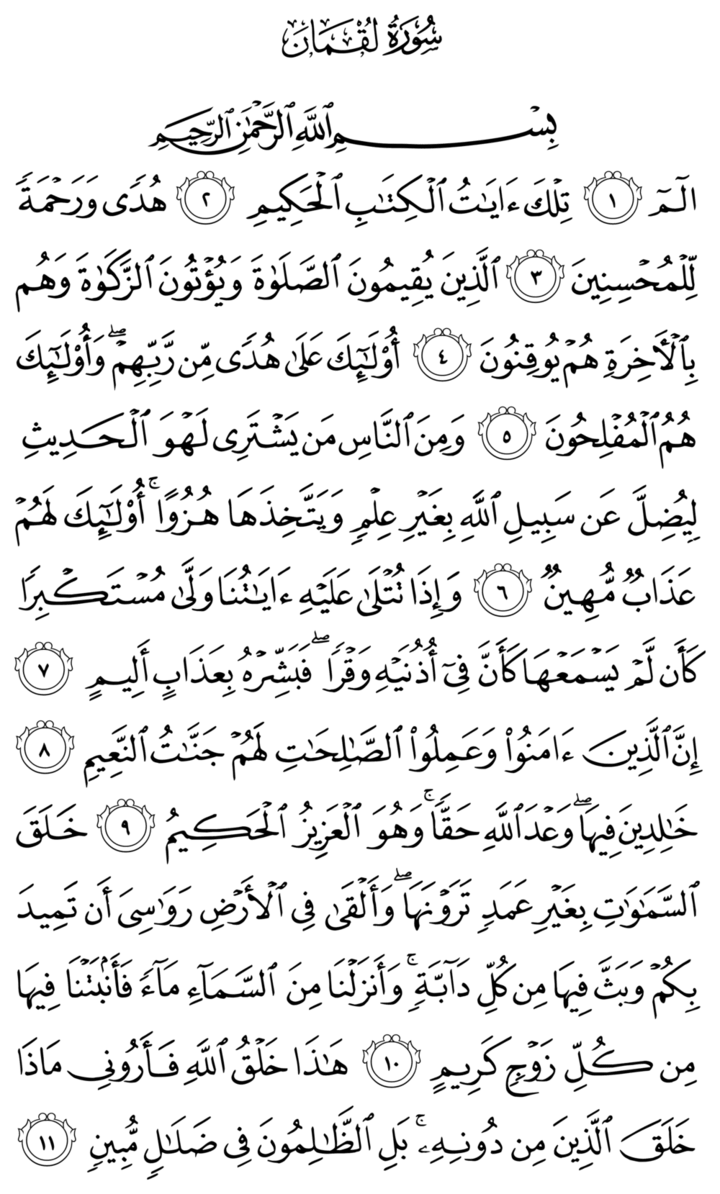 سُورَةُ لُقْمَانَ
بِسْمِ ٱللَّهِ ٱلرَّحْمَٰنِ ٱلرَّحِيمِ
الٓمٓ ١ تِلْكَ ءَايَٰتُ ٱلْكِتَٰبِ ٱلْحَكِيمِ ٢ هُدًى وَرَحْمَةً
لِّلْمُحْسِنِينَ ٣ ٱلَّذِينَ يُقِيمُونَ ٱلصَّلَوٰةَ وَيُؤْتُونَ ٱلزَّكَوٰةَ وَهُم
بِٱلْأٓخِرَةِ هُمْ يُوقِنُونَ ٤ أُو۟لَٰٓئِكَ عَلَىٰ هُدًى مِّن رَّبِّهِمْ ۖ وَأُو۟لَٰٓئِكَ
هُمُ ٱلْمُفْلِحُونَ ٥ وَمِنَ ٱلنَّاسِ مَن يَشْتَرِى لَهْوَ ٱلْحَدِيثِ
لِيُضِلَّ عَن سَبِيلِ ٱللَّهِ بِغَيْرِ عِلْمٍ وَيَتَّخِذَهَا هُزُوًا ۚ أُو۟لَٰٓئِكَ لَهُمْ
عَذَابٌ مُّهِينٌ ٦ وَإِذَا تُتْلَىٰ عَلَيْهِ ءَايَٰتُنَا وَلَّىٰ مُسْتَكْبِرًا
كَأَن لَّمْ يَسْمَعْهَا كَأَنَّ فِىٓ أُذُنَيْهِ وَقْرًا ۖ فَبَشِّرْهُ بِعَذَابٍ أَلِيمٍ ٧
إِنَّ ٱلَّذِينَ ءَامَنُوا۟ وَعَمِلُوا۟ ٱلصَّٰلِحَٰتِ لَهُمْ جَنَّٰتُ ٱلنَّعِيمِ ٨
خَٰلِدِينَ فِيهَا ۖ وَعْدَ ٱللَّهِ حَقًّا ۚ وَهُوَ ٱلْعَزِيزُ ٱلْحَكِيمُ ٩ خَلَقَ
ٱلسَّمَٰوَٰتِ بِغَيْرِ عَمَدٍ تَرَوْنَهَا ۖ وَأَلْقَىٰ فِى ٱلْأَرْضِ رَوَٰسِىَ أَن تَمِيدَ
بِكُمْ وَبَثَّ فِيهَا مِن كُلِّ دَآبَّةٍ ۚ وَأَنزَلْنَا مِنَ ٱلسَّمَآءِ مَآءً فَأَنۢبَتْنَا فِيهَا
مِن كُلِّ زَوْجٍ كَرِيمٍ ١٠ هَٰذَا خَلْقُ ٱللَّهِ فَأَرُونِى مَاذَا
خَلَقَ ٱلَّذِينَ مِن دُونِهِۦ ۚ بَلِ ٱلظَّٰلِمُونَ فِى ضَلَٰلٍ مُّبِينٍ ١١